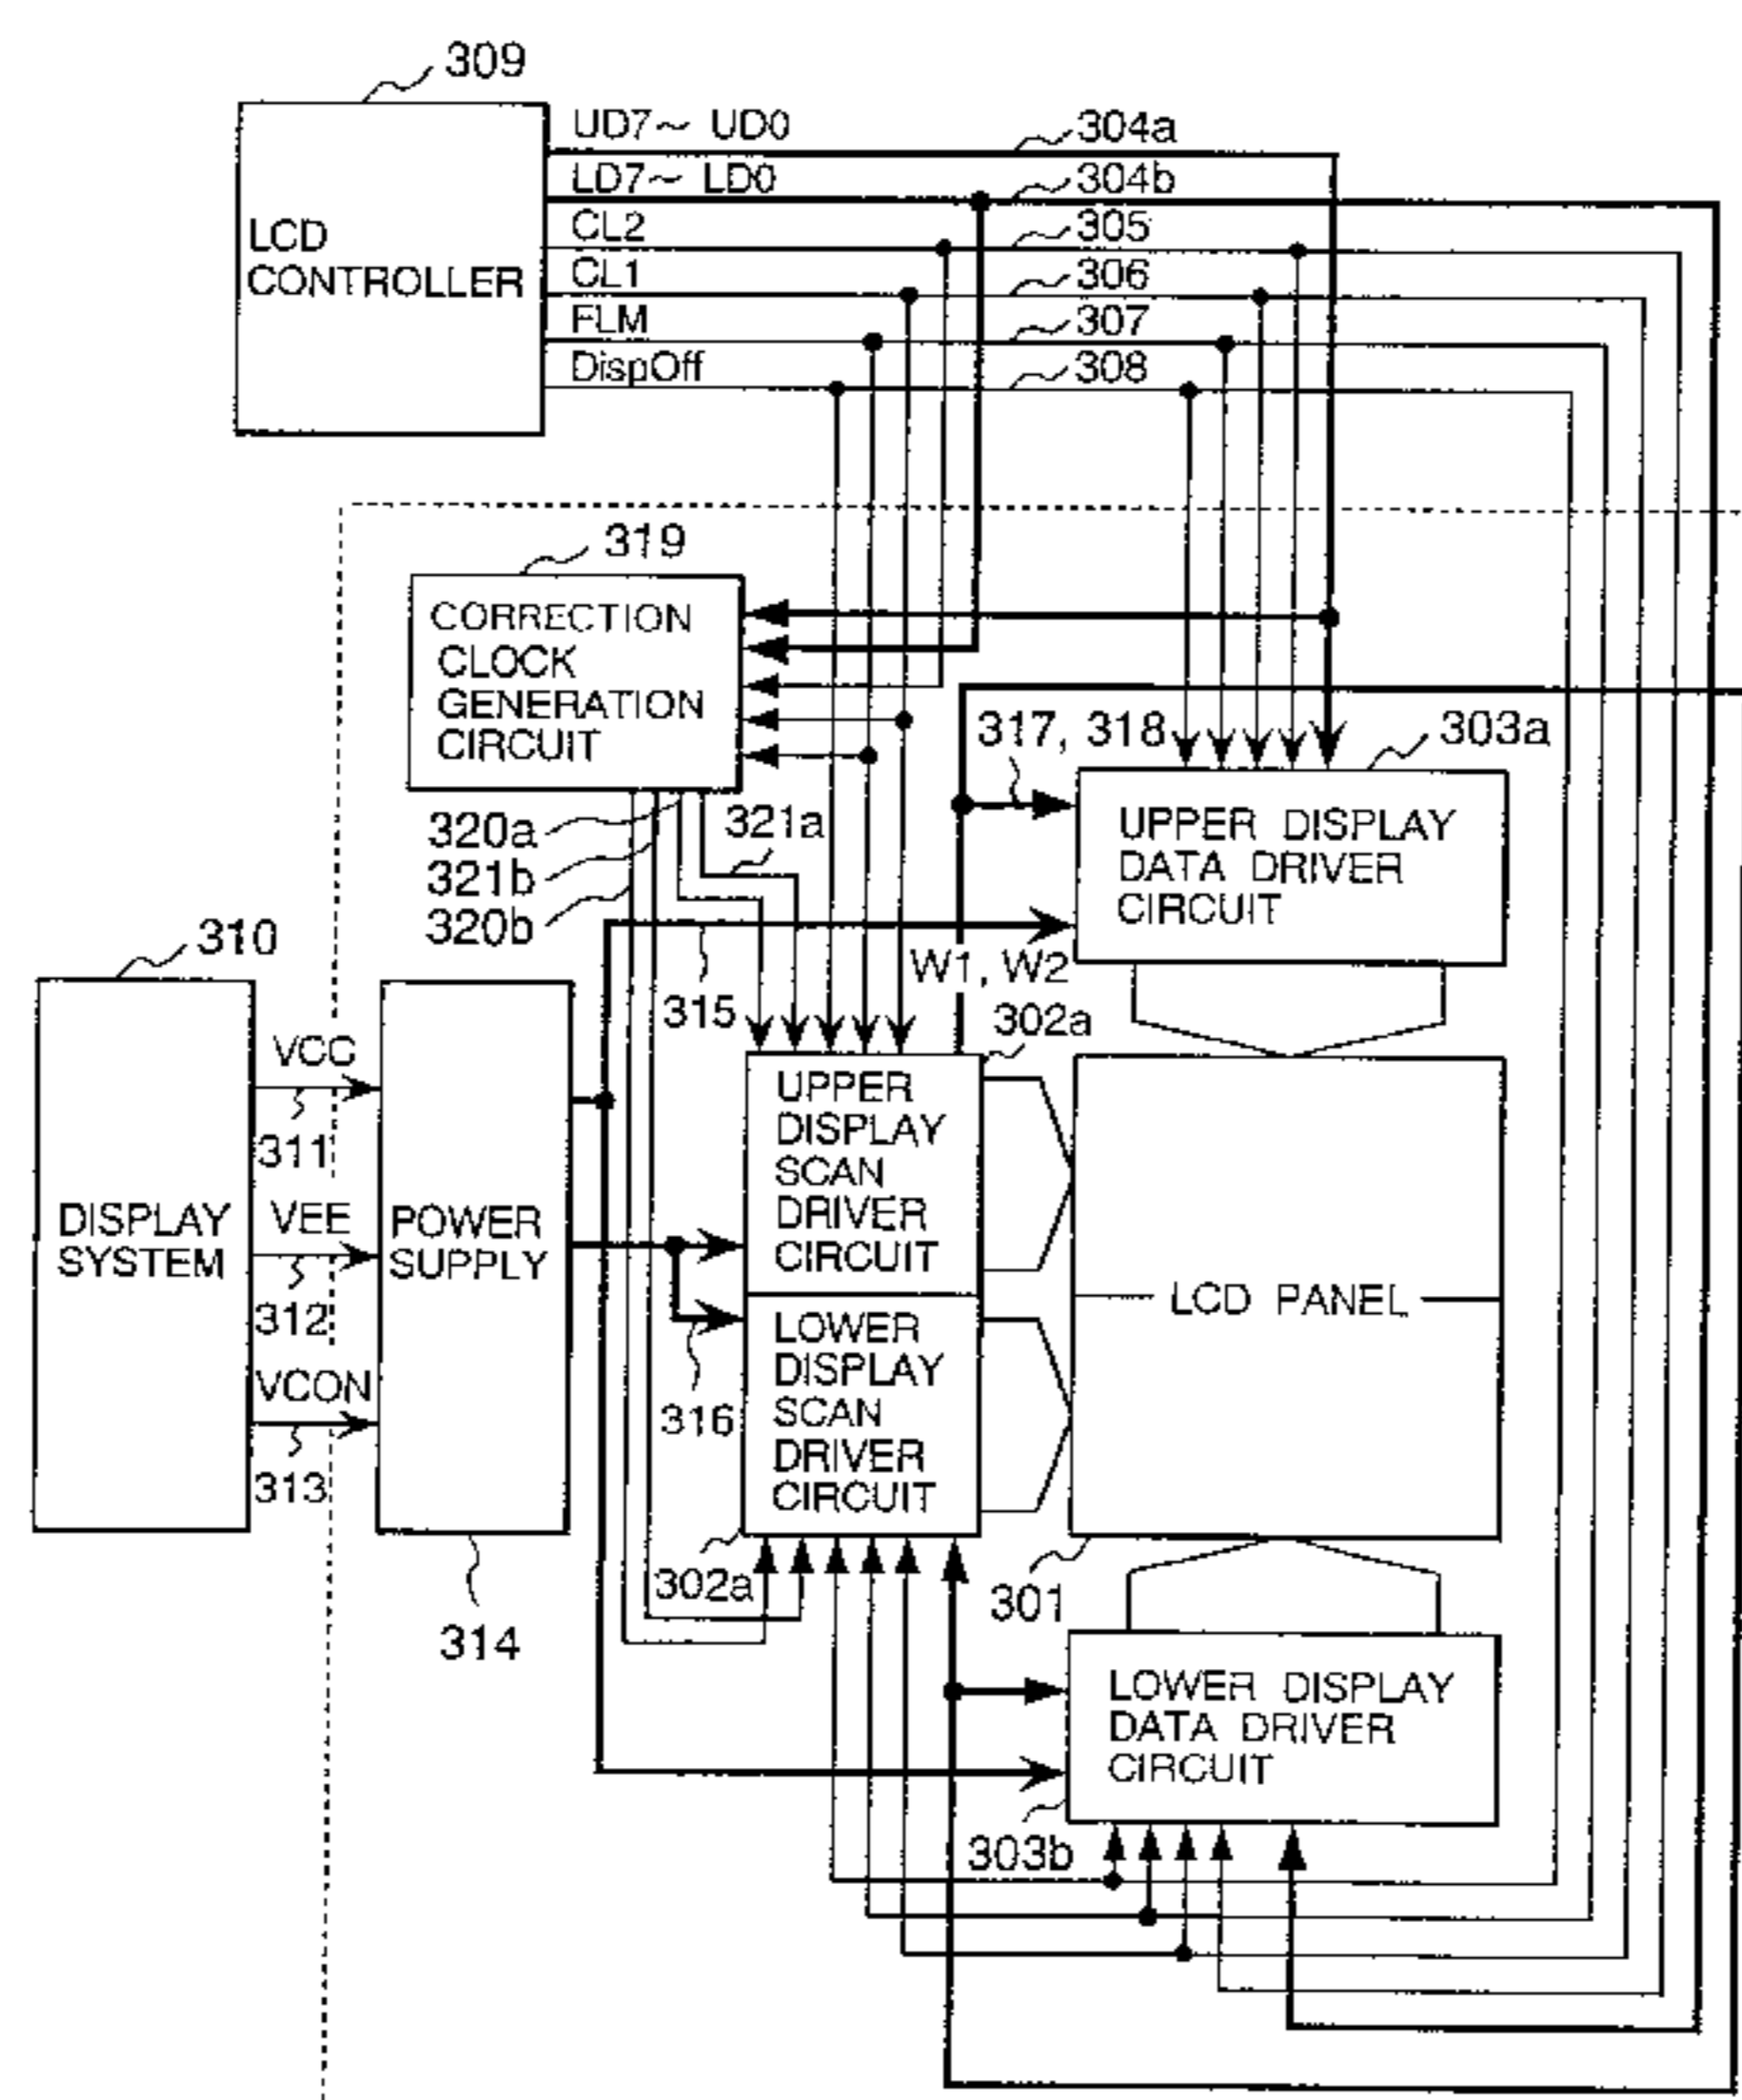 309
UD7~ UD0
304a
LD7~ LD0
304b
LCD
CONTROLLER
CL2
305
CL1
306
FLM
307
DispOff
308
319
CORRECTION
CLOCK
GENERATION
CIRCUIT
317, 318
303a
320a
321a
321b
320b
UPPER DISPLAY
DATA DRIVER
CIRCUIT
310
315
W1, W2
302a
VCC
311
UPPER
DISPLAY
SCAN
DRIVER
CIRCUIT
DISPLAY
SYSTEM
VEE
312
POWER
SUPPLY
LCD PANEL
VCON
313
316
LOWER
DISPLAY
SCAN
DRIVER
CIRCUIT
302a
301
314
LOWER DISPLAY
DATA DRIVER
CIRCUIT
303b